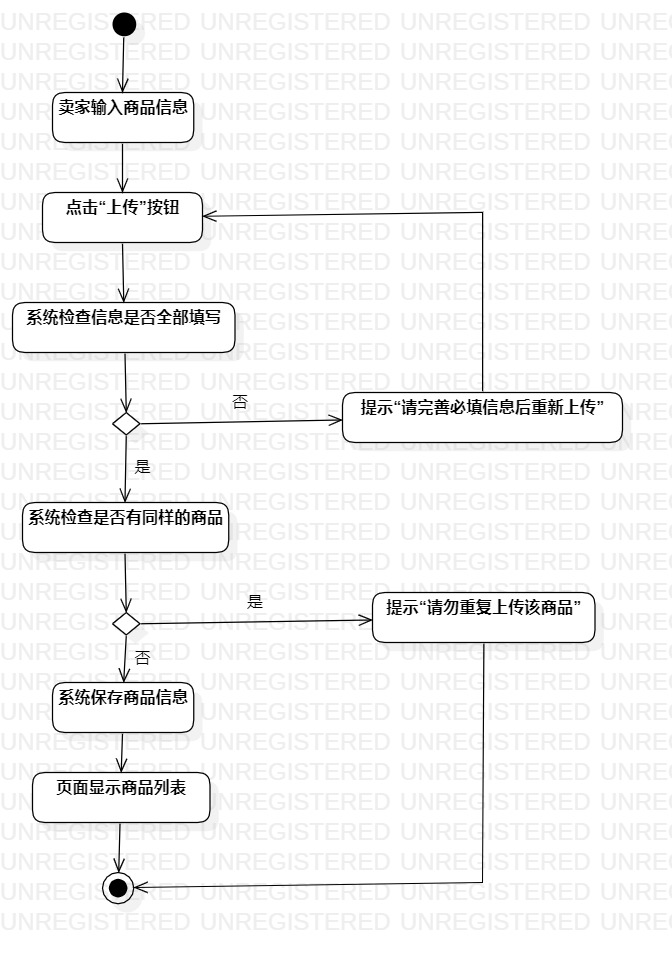 卖家输入商品信息
点击“上传”按钮
系统检查信息是否全部填写
否
提示“请完善必填信息后重新上传”
是
系统检查是否有同样的商品
是
提示“请勿重复上传该商品”
否
系统保存商品信息
页面显示商品列表
UNREGISTERED